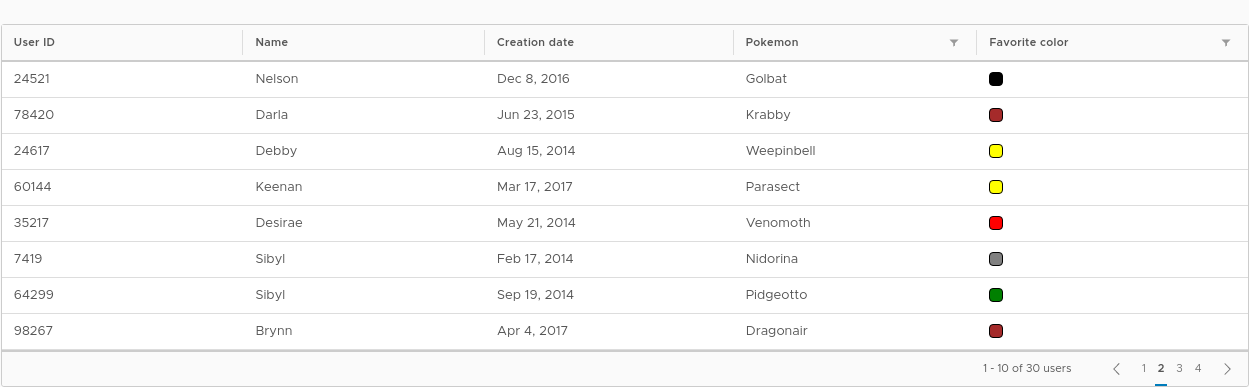 User ID Name Creation date Pokemon Favorite color
24521 Nelson Dec 8, 2016 Golbat
78420 Darla Jun 23, 2015 Krabby
24617 Debby Aug 15, 2014 Weepinbell
60144 Keenan Mar 17, 2017 Parasect
35217 Desirae May 21, 2014 Venomoth
7419 Sibyl Feb 17, 2014 Nidorina
64299 Sibyl Sep 19, 2014 Pidgeotto
98267 Brynn Apr 4, 2017 Dragonair
1 - 10 of 30 users 1 2 3 4